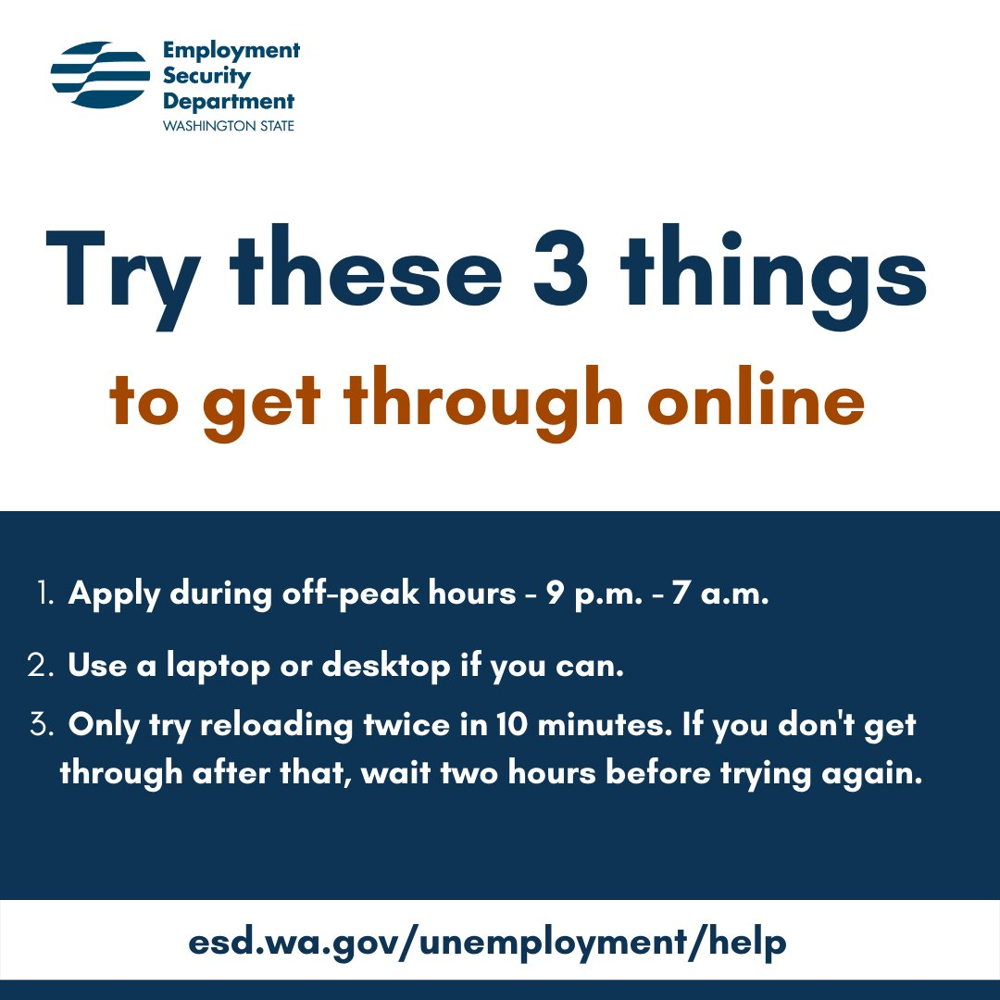 Employment
Security
Department
WASHINGTON STATE
Try these 3 things
to get through online
1. Apply during off-peak hours - 9 p.m. - 7 a.m.
2. Use a laptop or desktop if you can.
3. Only try reloading twice in 10 minutes. If you don't get
through after that, wait two hours before trying again.
esd.wa.gov/unemployment/help